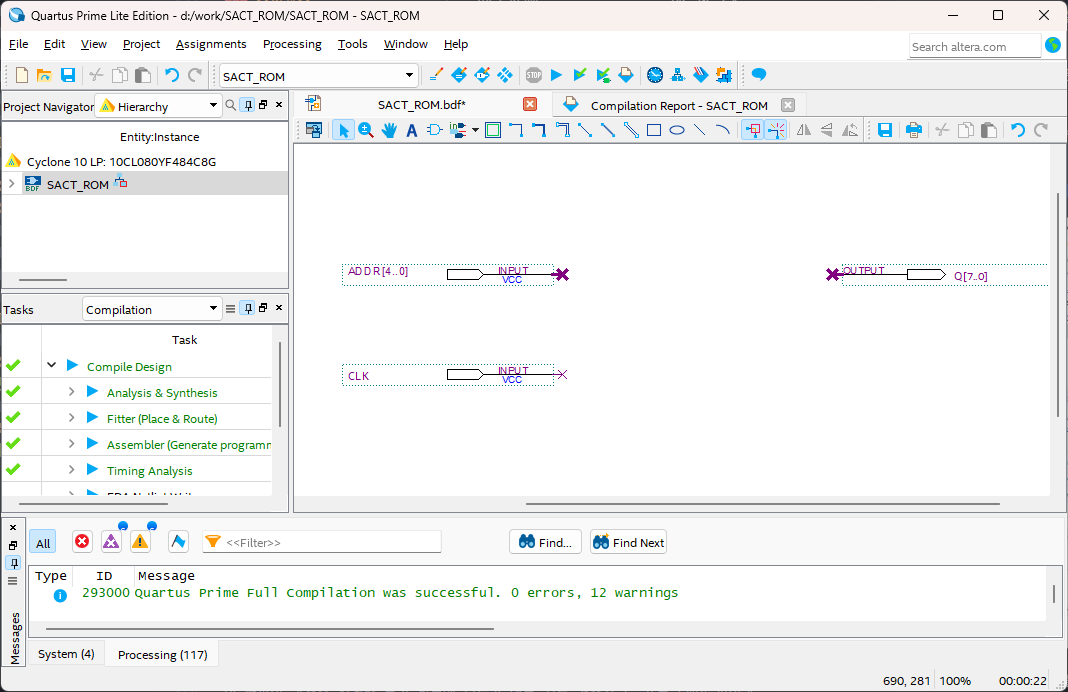 Quartus Prime Lite Edition - d:/work/SACT_ROM/SACT_ROM - SACT_ROM
File Edit View Project Assignments Processing Tools Window Help
Search altera.com
SACT_ROM
STOP
Project Navigator
Hierarchy
Entity:Instance
Cyclone 10 LP: 10CL080YF484C8G
BDF
SACT_ROM
Tasks
Compilation
Task
Compile Design
Analysis & Synthesis
Fitter (Place & Route)
Assembler (Generate programm
Timing Analysis
SACT_ROM.bdf*
Compilation Report - SACT_ROM
ADDR[4..0]
INPUT
VCC
OUTPUT
Q[7..0]
CLK
INPUT
VCC
Messages
All
<<Filter>>
Find...
Find Next
Type ID Message
293000 Quartus Prime Full Compilation was successful. 0 errors, 12 warnings
System (4)
Processing (117)
690, 281
100%
00:00:22